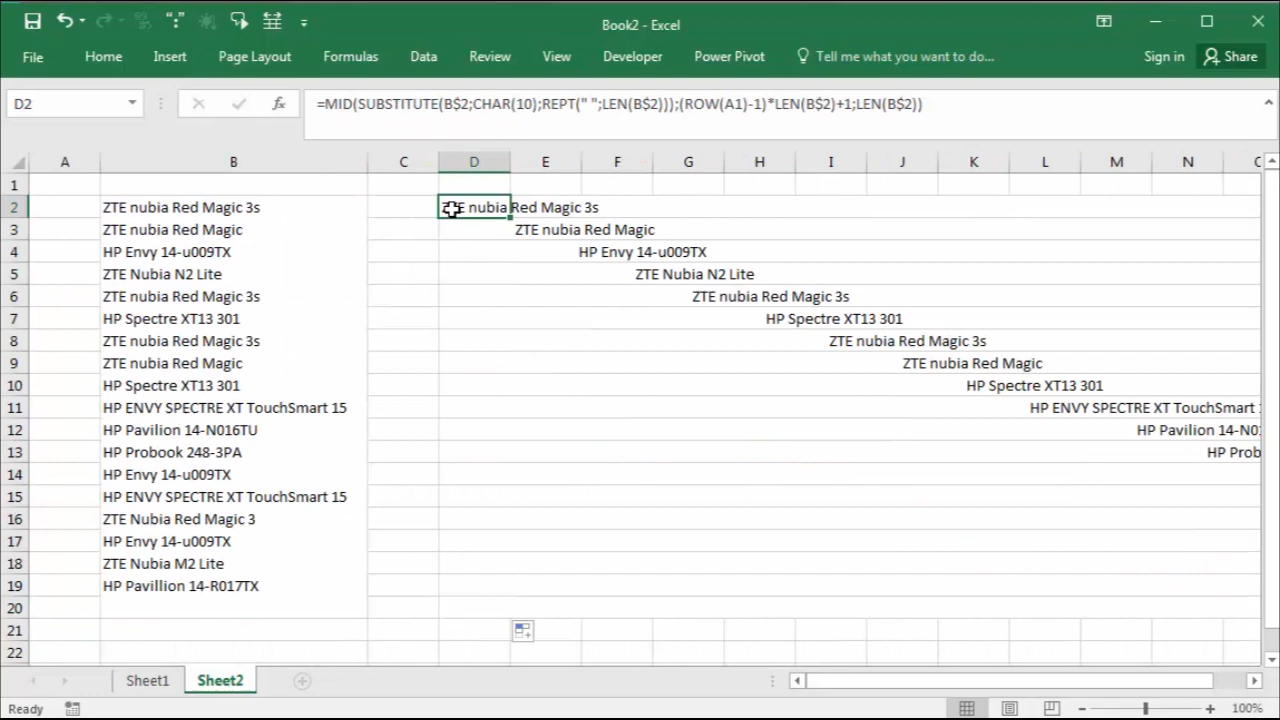 Book2 - Excel
File Home Insert Page Layout Formulas Data Review View Developer Power Pivot Tell me what you want to do... Sign in Share
D2 fx =MID(SUBSTITUTE(B$2;CHAR(10);REPT(" ";LEN(B$2)));(ROW(A1)-1)*LEN(B$2)+1;LEN(B$2))
A B C D E F G H I J K L M N
1
2 ZTE nubia Red Magic 3s ZTE nubia Red Magic 3s
3 ZTE nubia Red Magic ZTE nubia Red Magic
4 HP Envy 14-u009TX HP Envy 14-u009TX
5 ZTE Nubia N2 Lite ZTE Nubia N2 Lite
6 ZTE nubia Red Magic 3s ZTE nubia Red Magic 3s
7 HP Spectre XT13 301 HP Spectre XT13 301
8 ZTE nubia Red Magic 3s ZTE nubia Red Magic 3s
9 ZTE nubia Red Magic ZTE nubia Red Magic
10 HP Spectre XT13 301 HP Spectre XT13 301
11 HP ENVY SPECTRE XT TouchSmart 15 HP ENVY SPECTRE XT TouchSmart
12 HP Pavilion 14-N016TU HP Pavilion 14-N01
13 HP Probook 248-3PA HP Prob
14 HP Envy 14-u009TX
15 HP ENVY SPECTRE XT TouchSmart 15
16 ZTE Nubia Red Magic 3
17 HP Envy 14-u009TX
18 ZTE Nubia M2 Lite
19 HP Pavillion 14-R017TX
20
21
22
Sheet1 Sheet2
Ready 100%